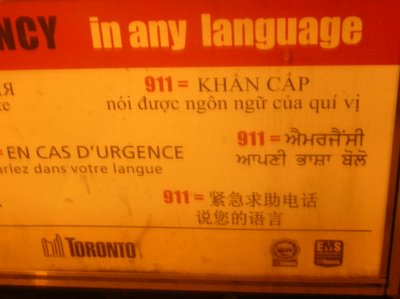 NCY in any language
Я
911 = KHẨN CẤP
nói được ngôn ngữ của quí vị
911 = ਐਮਰਜੈਂਸੀ
ਆਪਣੀ ਭਾਸ਼ਾ ਬੋਲੋ
= EN CAS D'URGENCE
arlez dans votre langue
911 = 紧急求助电话
说您的语言
TORONTO
EMS